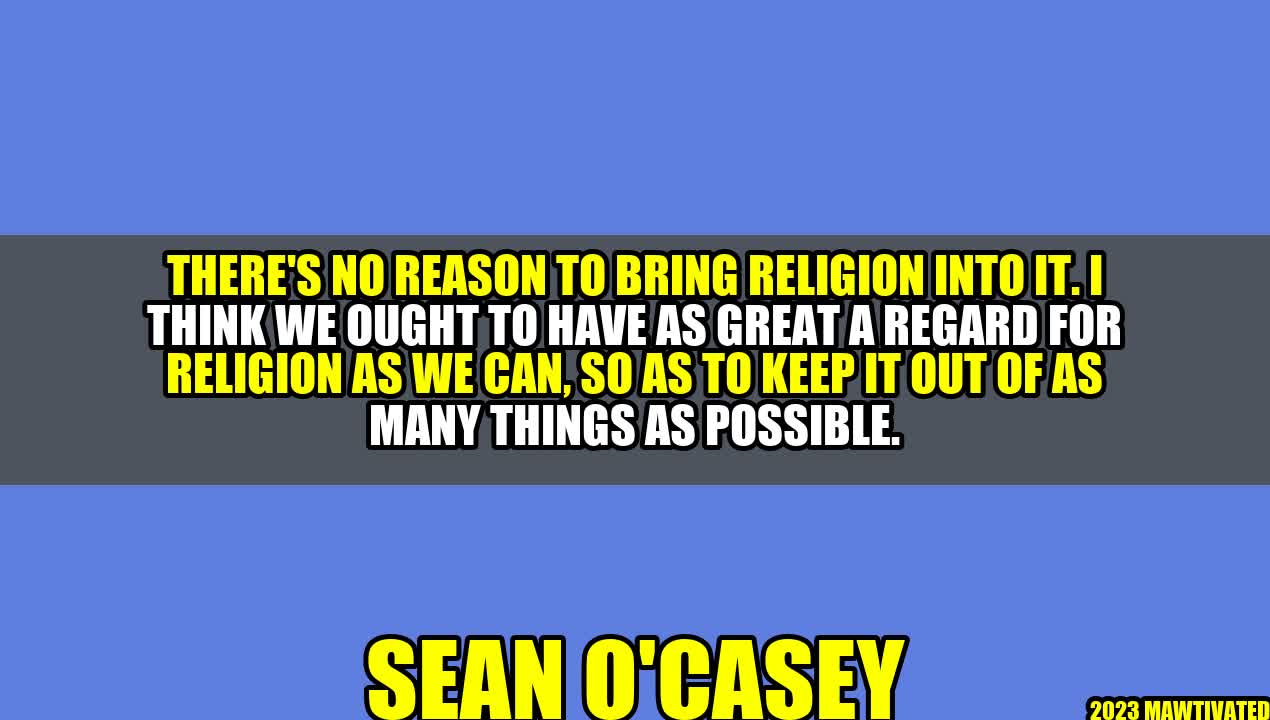 THERE'S NO REASON TO BRING RELIGION INTO IT. I
THINK WE OUGHT TO HAVE AS GREAT A REGARD FOR
RELIGION AS WE CAN, SO AS TO KEEP IT OUT OF AS
MANY THINGS AS POSSIBLE.
SEAN O'CASEY
2023 MAWTIVATED